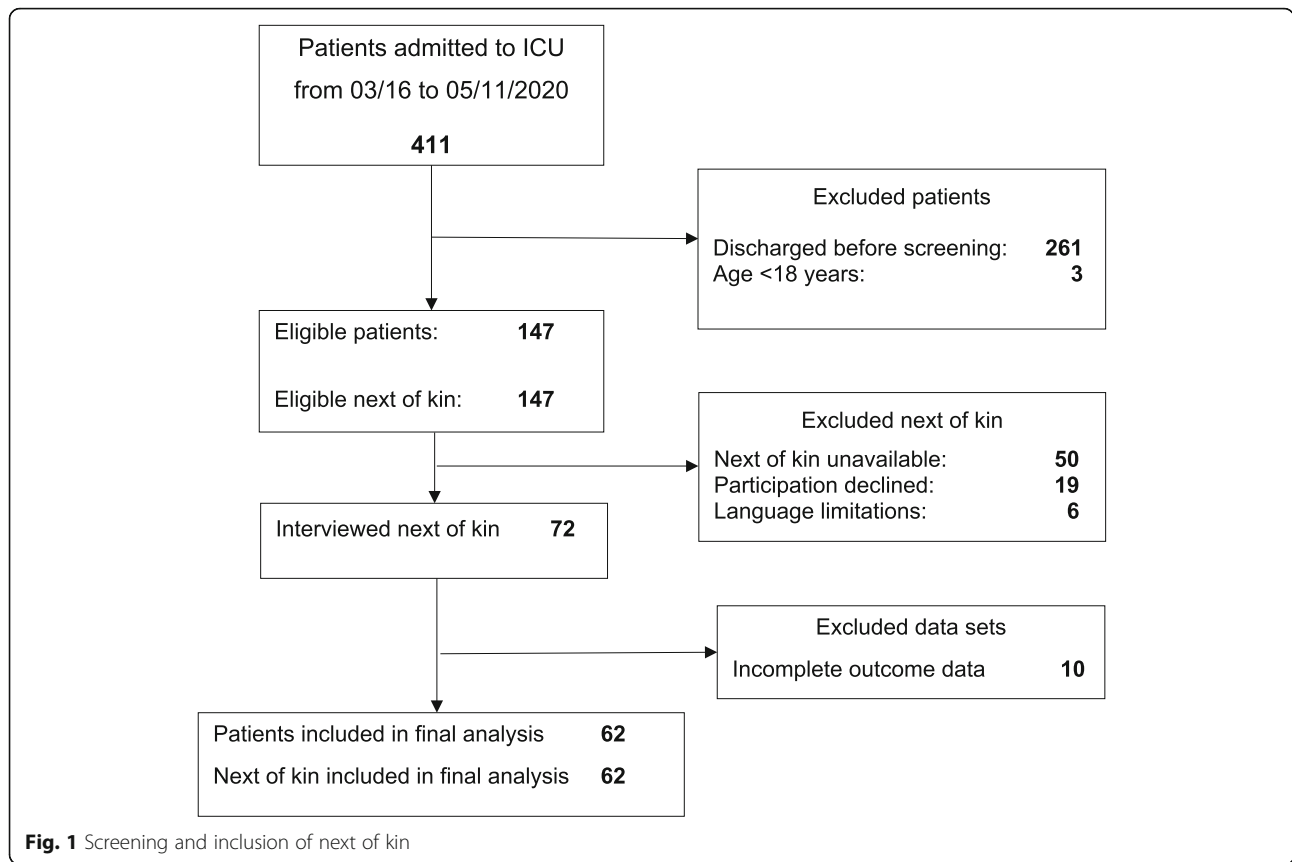 Patients admitted to ICU
from 03/16 to 05/11/2020
411
Excluded patients
Discharged before screening: 261
Age <18 years: 3
Eligible patients: 147
Eligible next of kin: 147
Excluded next of kin
Next of kin unavailable: 50
Participation declined: 19
Language limitations: 6
Interviewed next of kin 72
Excluded data sets
Incomplete outcome data 10
Patients included in final analysis 62
Next of kin included in final analysis 62
Fig. 1 Screening and inclusion of next of kin